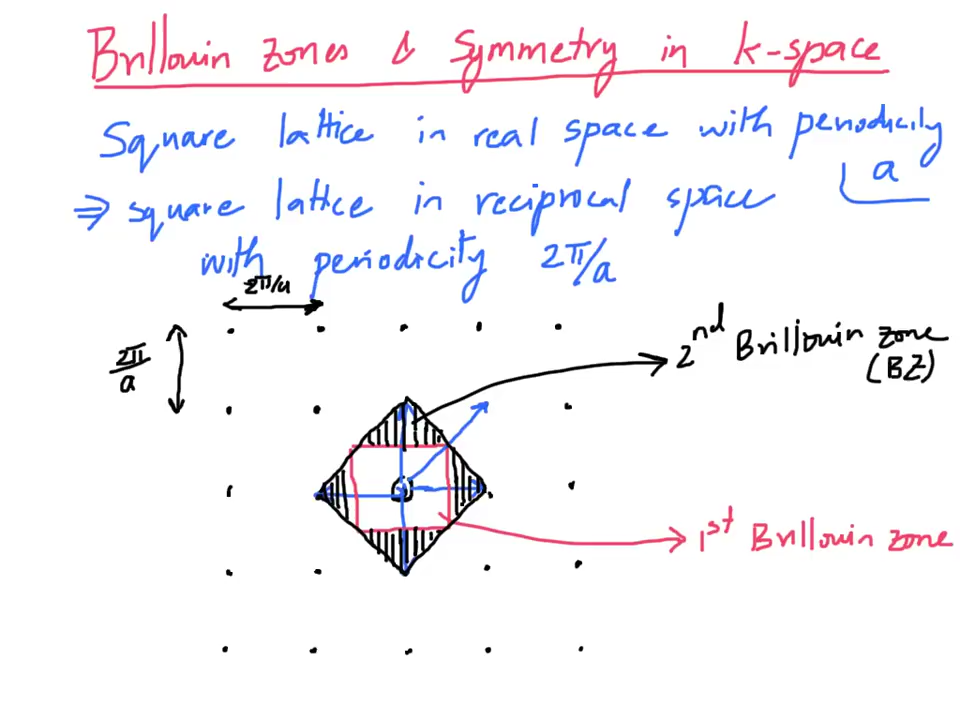 Brillouin zones & Symmetry in k-space
Square lattice in real space with periodicity a
⇒ square lattice in reciprocal space
with periodicity 2π/a
2π/a
2π/a
2nd Brillouin zone
(BZ)
1st Brillouin zone